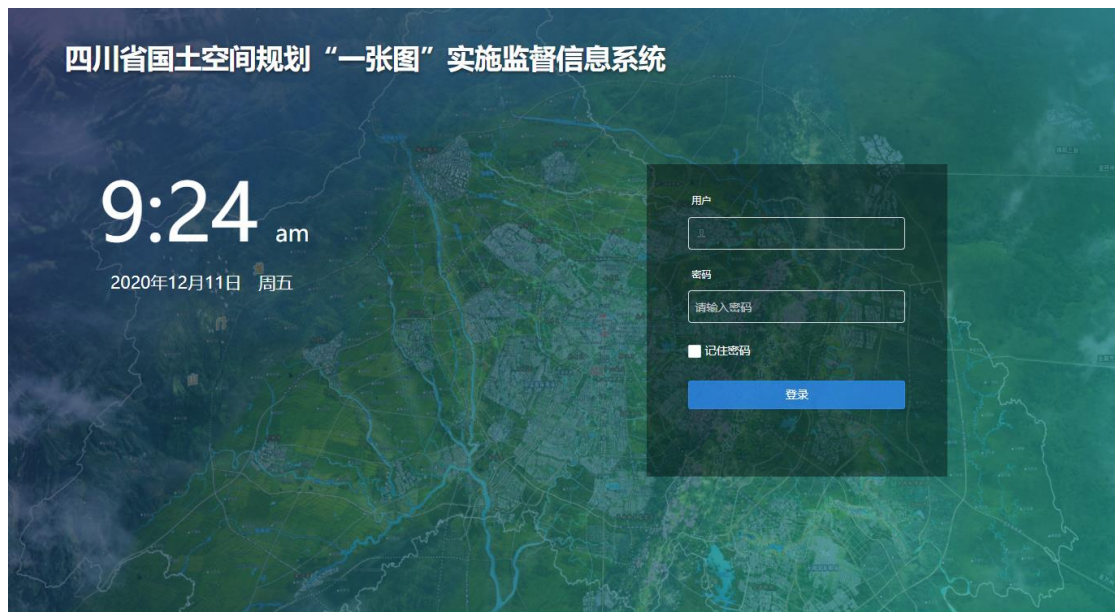 四川省国土空间规划“一张图”实施监督信息系统
9:24 am
2020年12月11日 周五
用户
密码
请输入密码
记住密码
登录